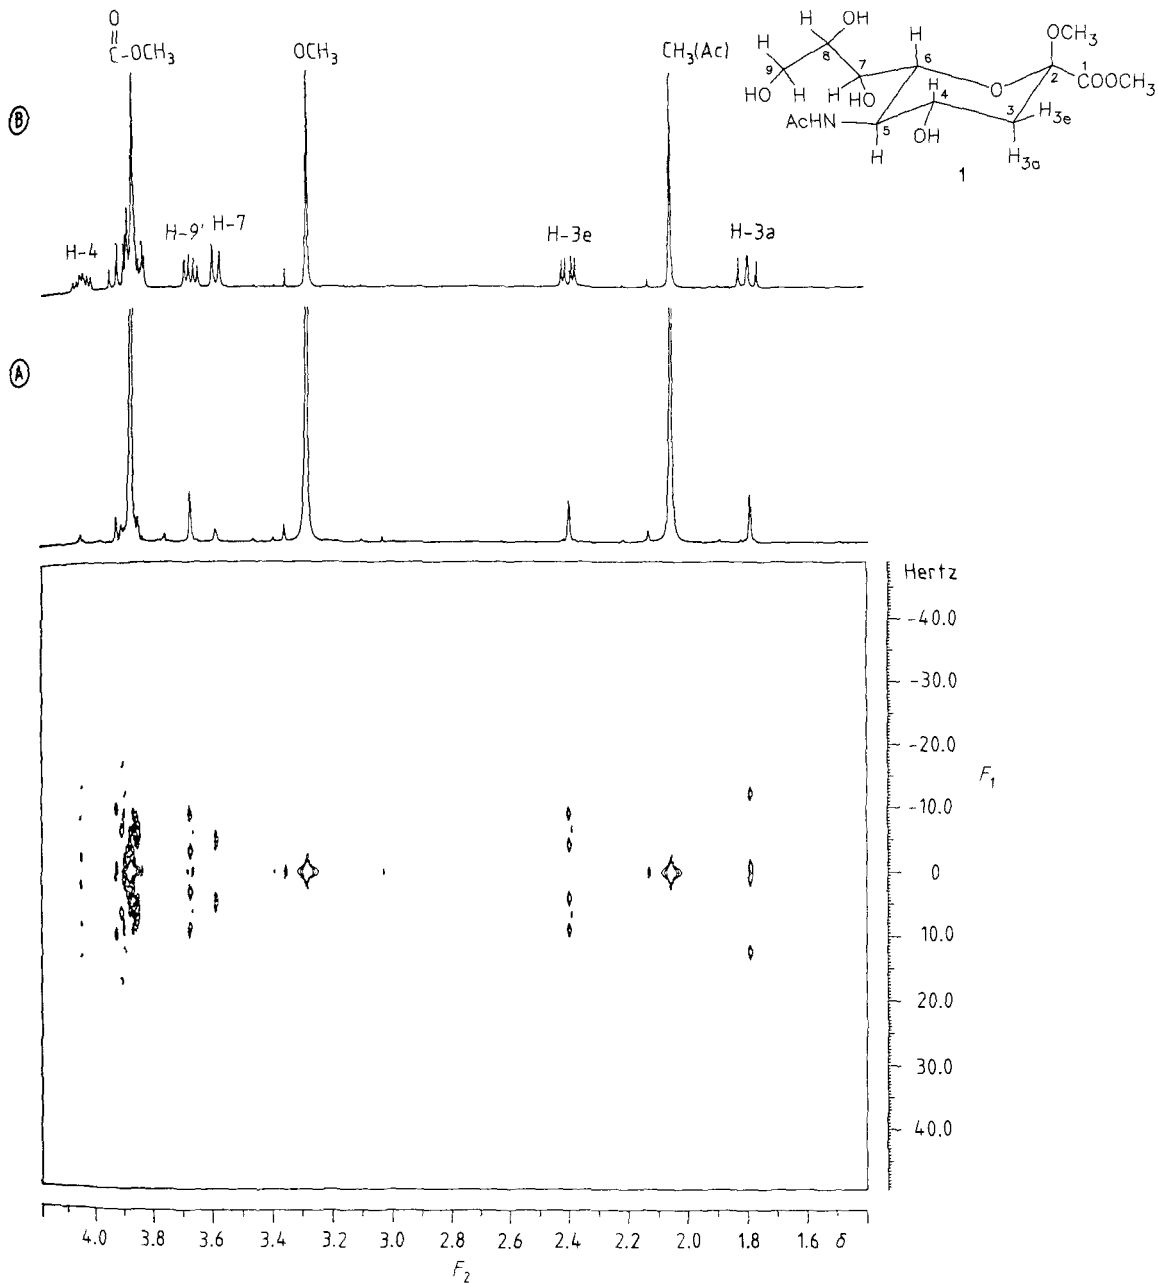 O
C-OCH₃
OCH₃
CH₃(Ac)
B
H-4
H-9'
H-7
H-3e
H-3a
H
OH
H
OCH₃
H
8
6
9
7
O
2
1
COOCH₃
HO
H
H
HO
H
4
3
H₃ₑ
AcHN
5
OH
H
H₃ₐ
1
A
Hertz
-40.0
-30.0
-20.0
F₁
-10.0
0
10.0
20.0
30.0
40.0
4.0 3.8 3.6 3.4 3.2 3.0 2.8 2.6 2.4 2.2 2.0 1.8 1.6 δ
F₂